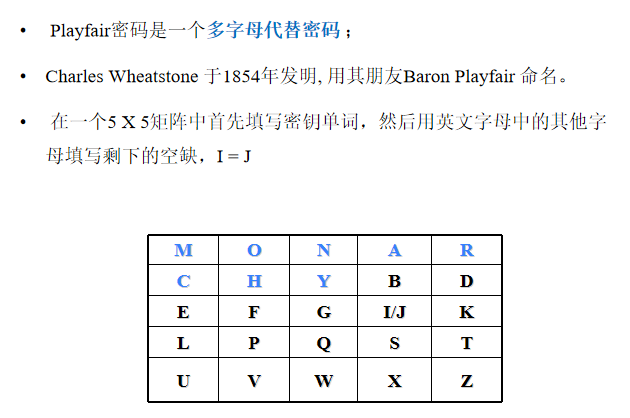 • Playfair密码是一个多字母代替密码；
• Charles Wheatstone 于1854年发明, 用其朋友Baron Playfair 命名。
• 在一个5 X 5矩阵中首先填写密钥单词，然后用英文字母中的其他字
母填写剩下的空缺，I = J
M O N A R
C H Y B D
E F G I/J K
L P Q S T
U V W X Z